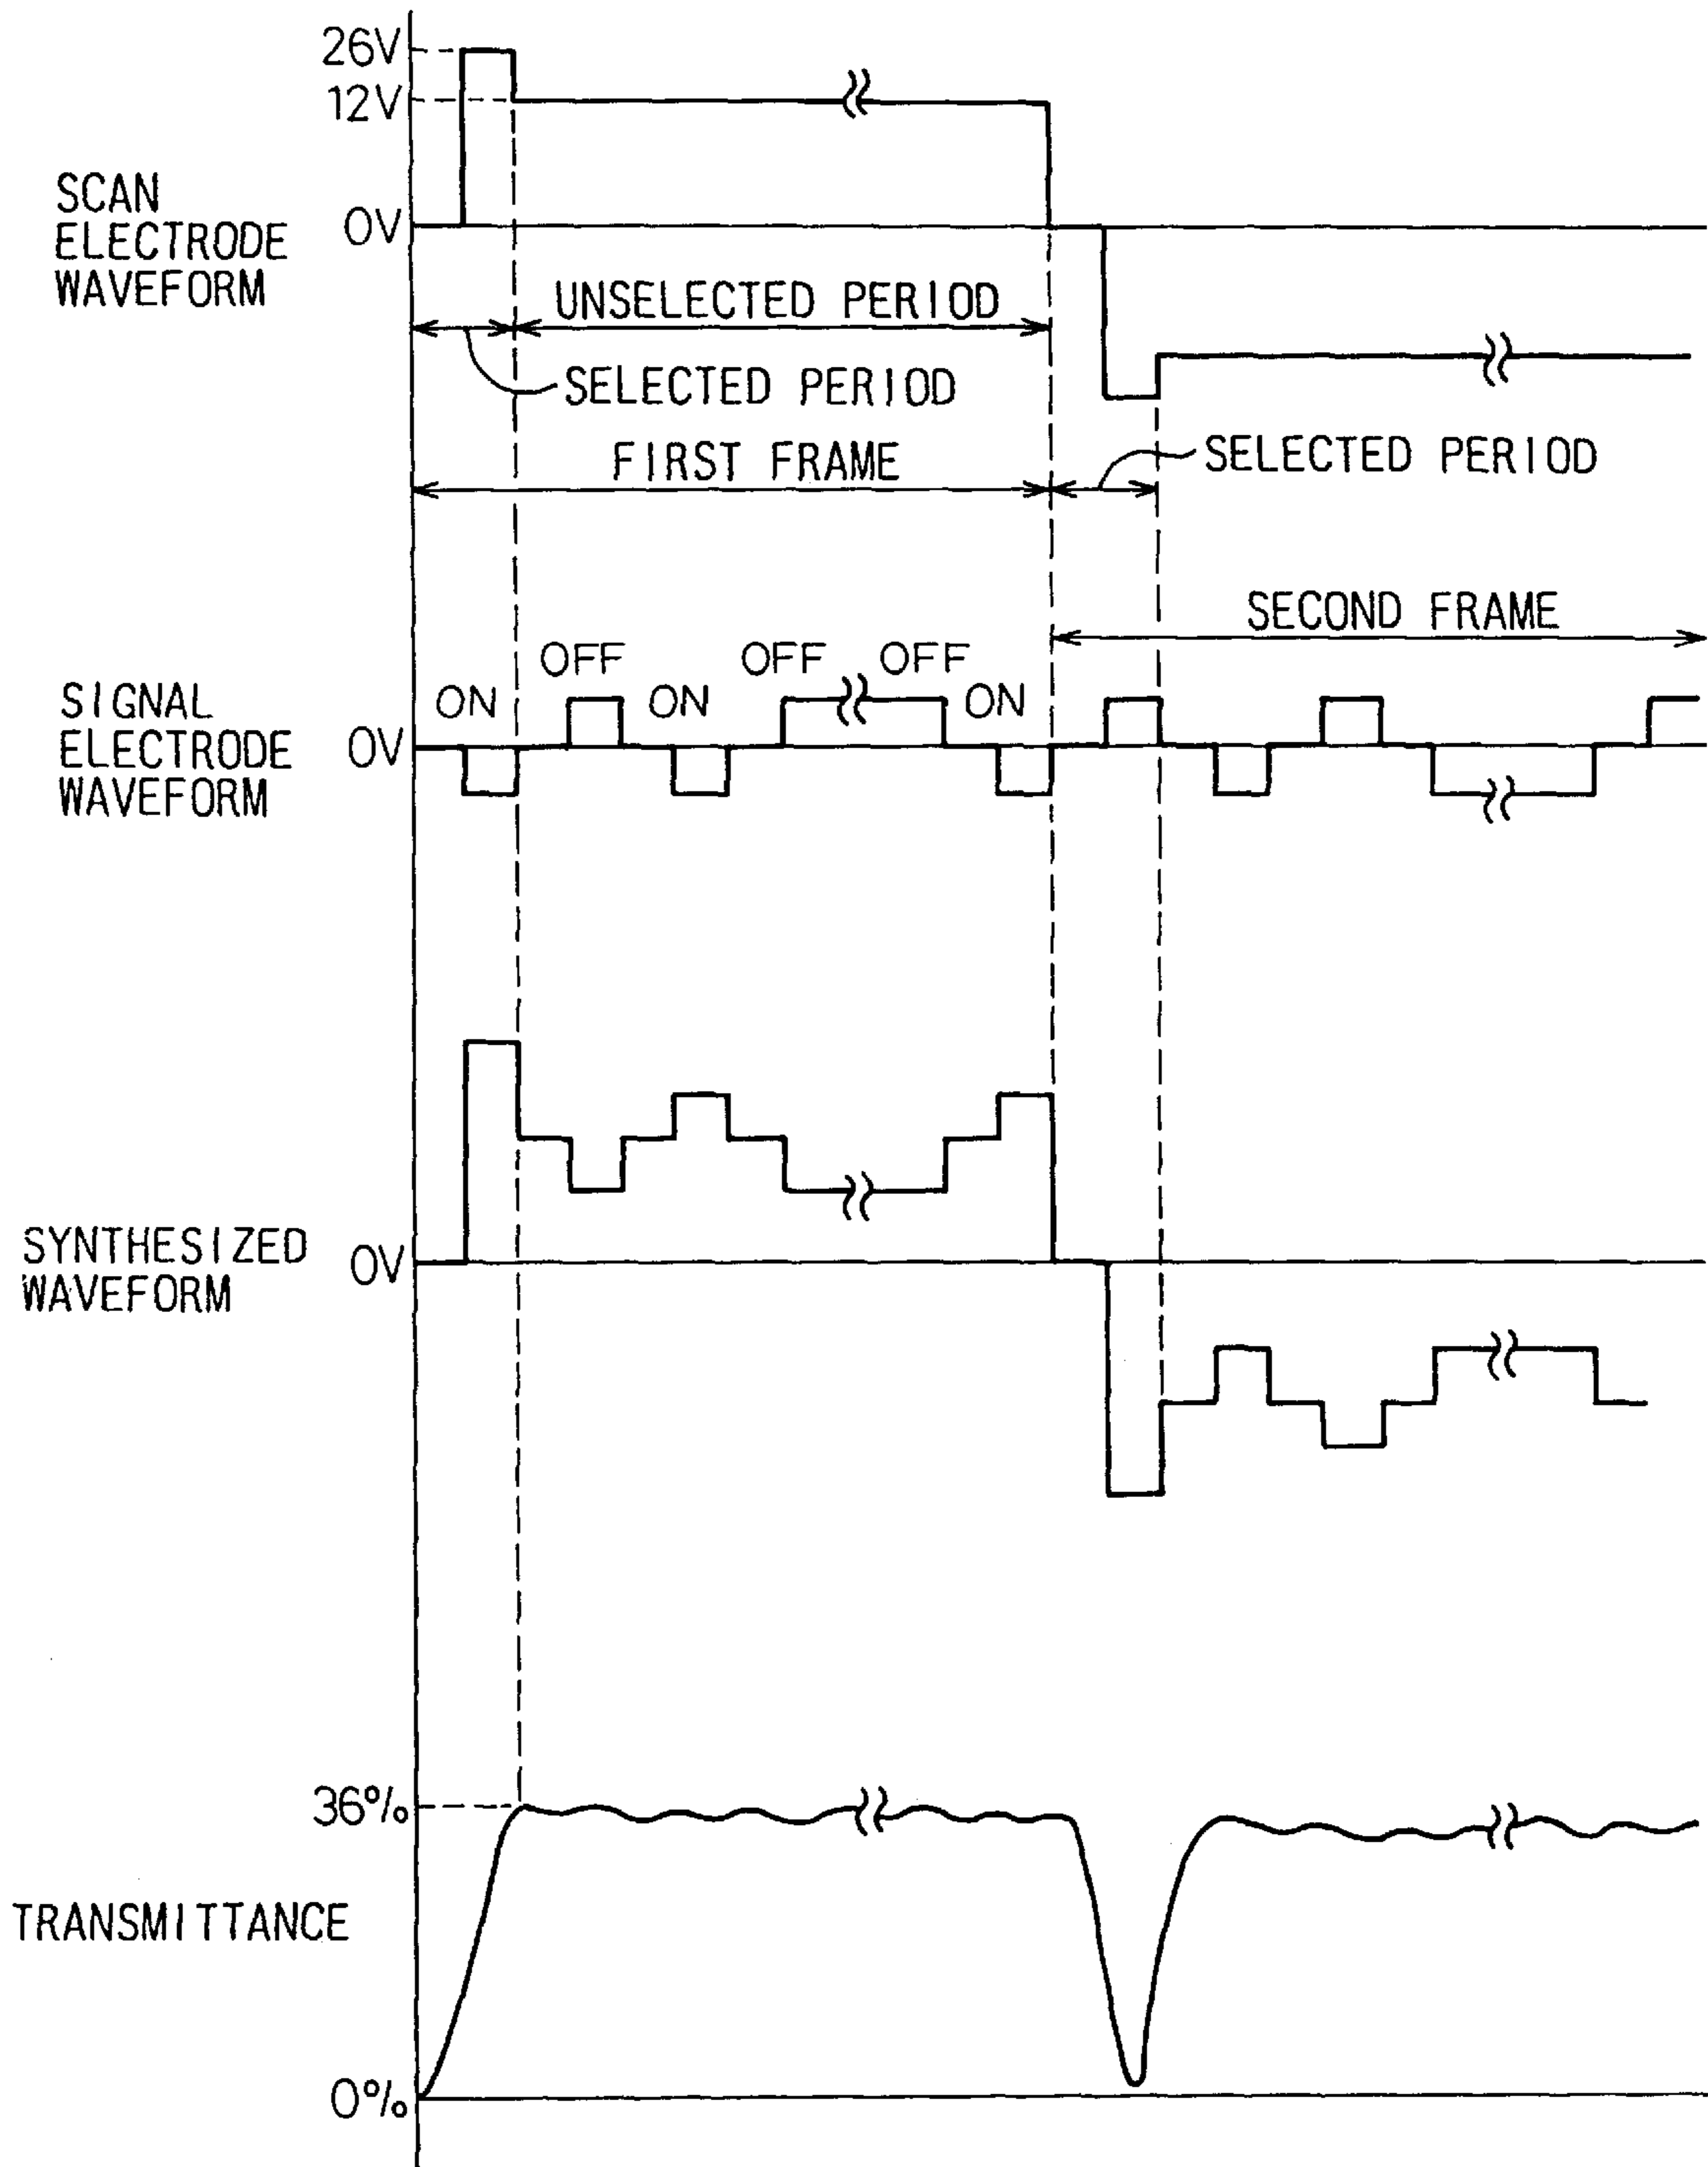 26V
12V
SCAN
ELECTRODE
WAVEFORM
0V
UNSELECTED PERIOD
SELECTED PERIOD
FIRST FRAME
SELECTED PERIOD
SECOND FRAME
OFF OFF OFF
ON ON ON
SIGNAL
ELECTRODE
WAVEFORM
0V
SYNTHESIZED
WAVEFORM
0V
36%
TRANSMITTANCE
0%